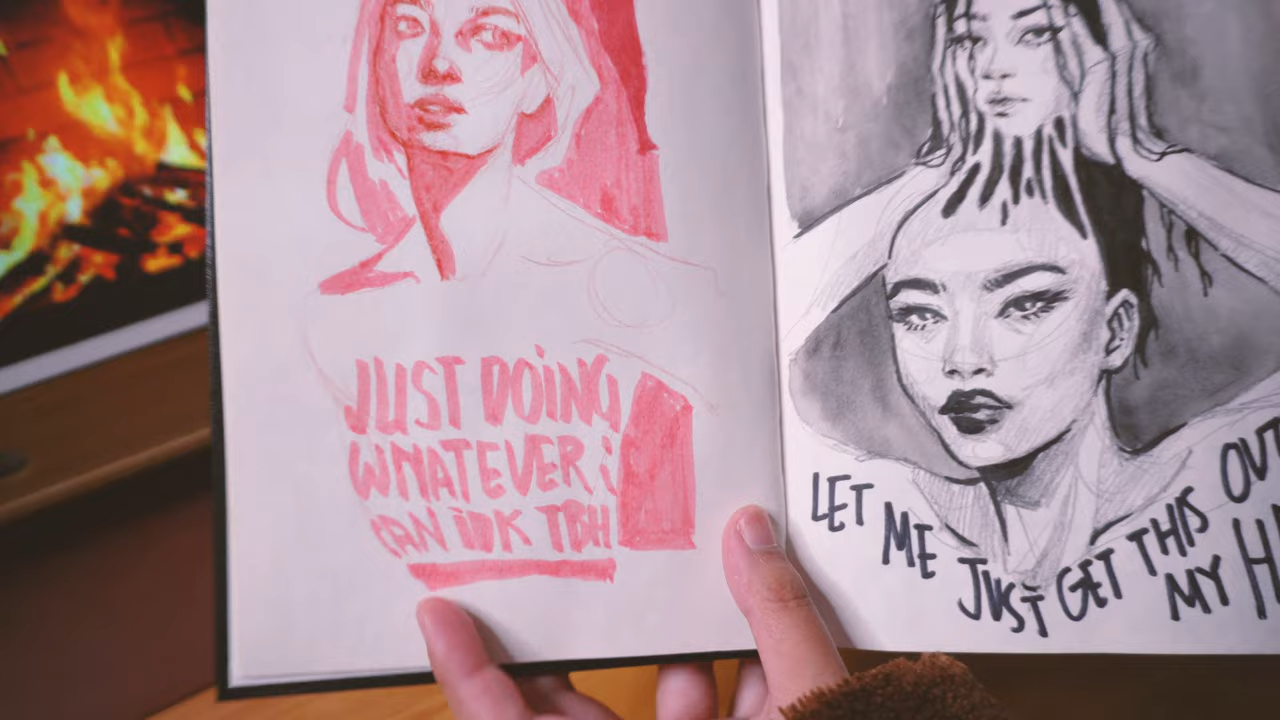 JUST DOiNG
WHATEVER i
CAN iDK TBH
LET ME JUST GET THIS OUT
MY